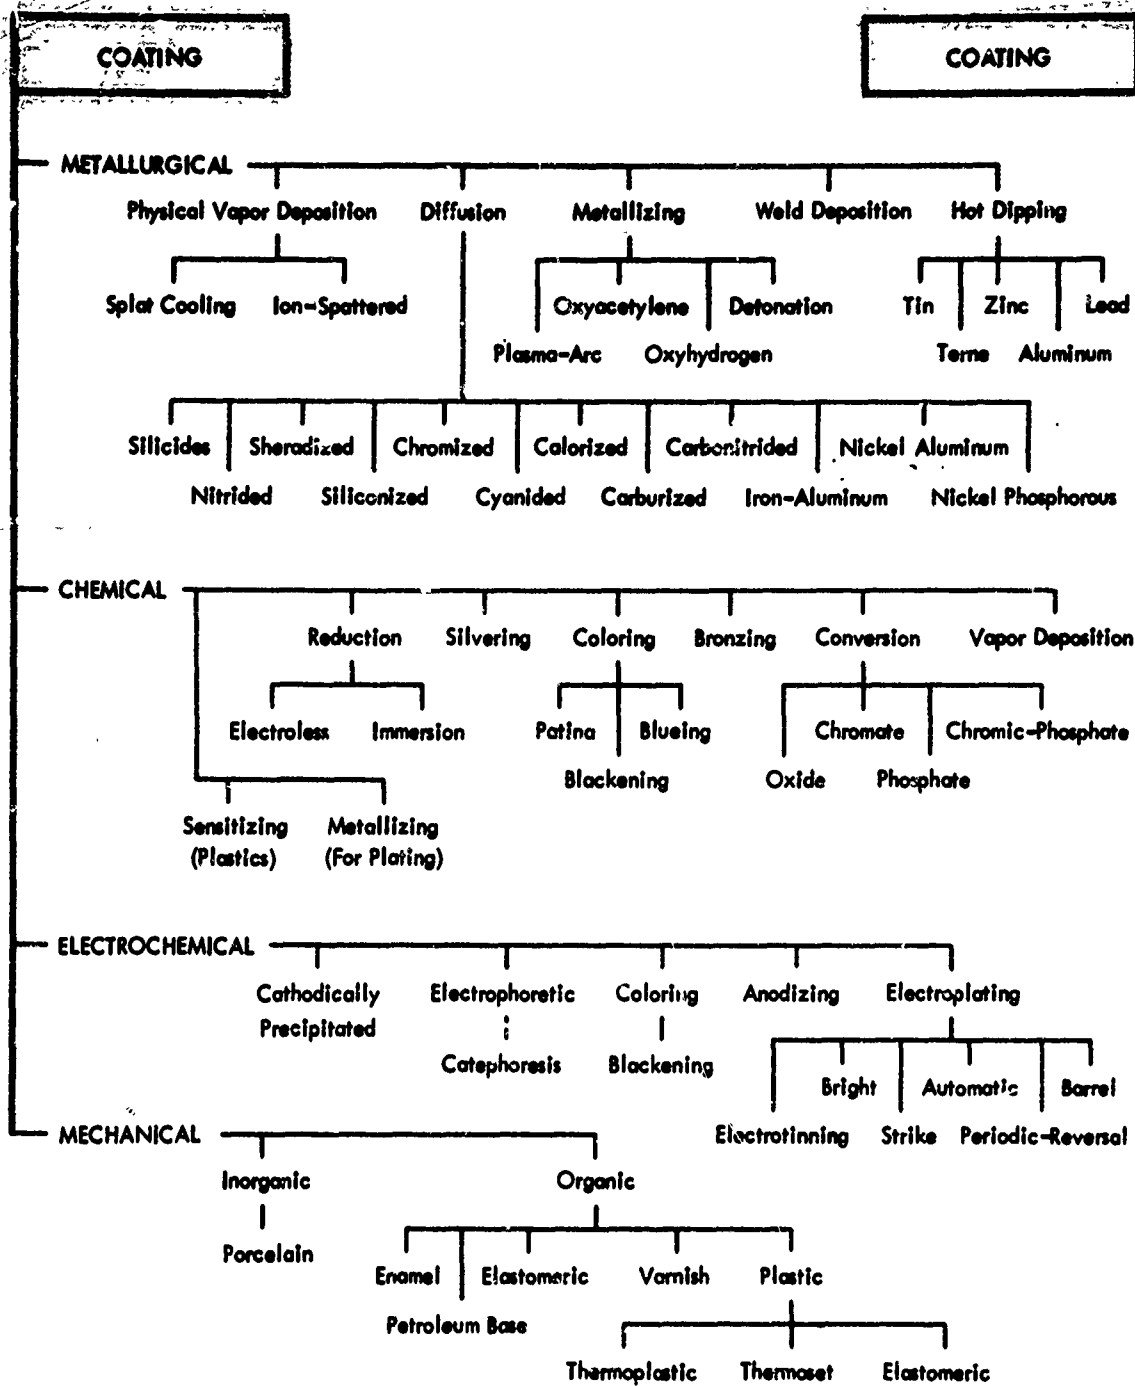 COATING
COATING
METALLURGICAL
Physical Vapor Deposition Diffusion Metallizing Weld Deposition Hot Dipping
Splat Cooling Ion-Spattered Oxyacetylene Detonation Tin Zinc Lead
Plasma-Arc Oxyhydrogen Terne Aluminum
Silicides Sheradized Chromized Calorized Carbonitrided Nickel Aluminum
Nitrided Siliconized Cyanided Carburized Iron-Aluminum Nickel Phosphorous
CHEMICAL
Reduction Silvering Coloring Bronzing Conversion Vapor Deposition
Electroless Immersion Patina Blueing Chromate Chromic-Phosphate
Blackening Oxide Phosphate
Sensitizing Metallizing
(Plastics) (For Plating)
ELECTROCHEMICAL
Cathodically Electrophoretic Coloring Anodizing Electroplating
Precipitated
Catephoresis Blackening
Bright Automatic Barrel
Electrotinning Strike Periodic-Reversal
MECHANICAL
Inorganic Organic
Porcelain
Enamel Elastomeric Varnish Plastic
Petroleum Base
Thermoplastic Thermoset Elastomeric